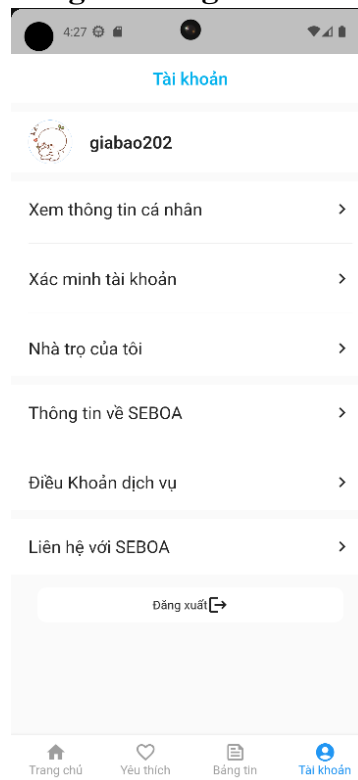 4:27
Tài khoản
giabao202
Xem thông tin cá nhân
Xác minh tài khoản
Nhà trọ của tôi
Thông tin về SEBOA
Điều Khoản dịch vụ
Liên hệ với SEBOA
Đăng xuất
Trang chủ
Yêu thích
Bảng tin
Tài khoản